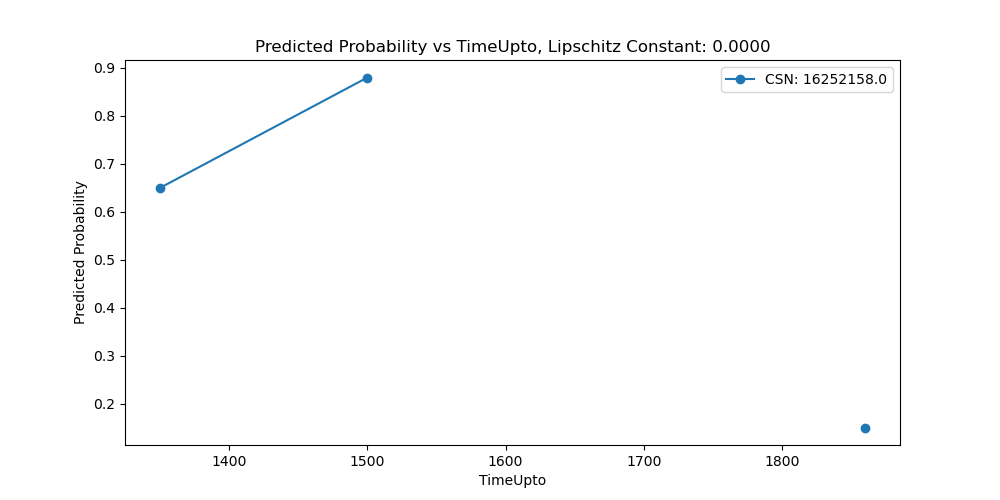 Predicted Probability vs TimeUpto, Lipschitz Constant: 0.0000
CSN: 16252158.0
Predicted Probability
0.9
0.8
0.7
0.6
0.5
0.4
0.3
0.2
1400 1500 1600 1700 1800
TimeUpto